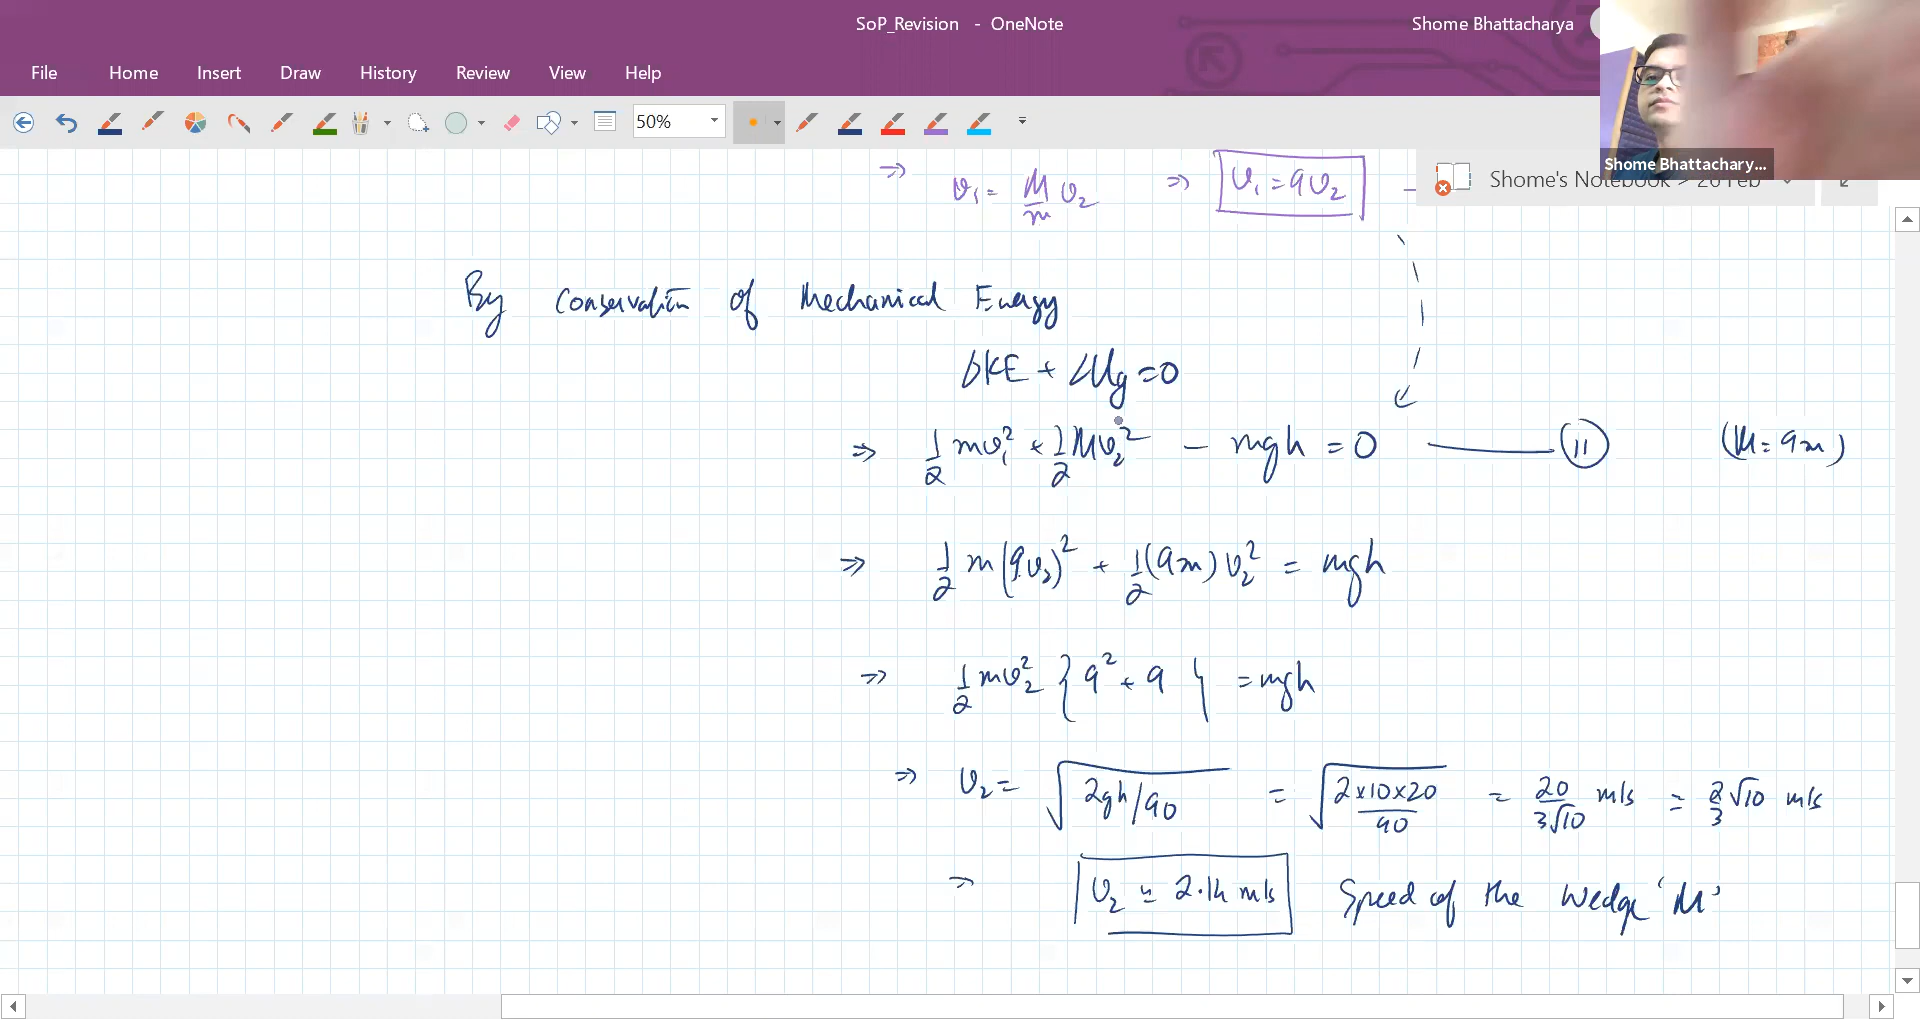 SoP_Revision - OneNote
Shome Bhattacharya
File Home Insert Draw History Review View Help
50%
Shome Bhattachary...
Shome's Notebook > 26 Feb
⇒ v₁ = M/m v₂ ⇒ v₁ = 9v₂
By Conservation of Mechanical Energy
ΔKE + ΔUg = 0
⇒ 1/2 mv₁² + 1/2 Mv₂² - mgh = 0 (11) (M = 9m)
⇒ 1/2 m(9v₂)² + 1/2 (9m) v₂² = mgh
⇒ 1/2 mv₂² { 9² + 9 } = mgh
⇒ v₂ = √(2gh/90) = √(2×10×20/90) = 20/3√10 m/s = 2/3 √10 m/s
⇒ v₂ ≈ 2.1 m/s Speed of the wedge 'M'